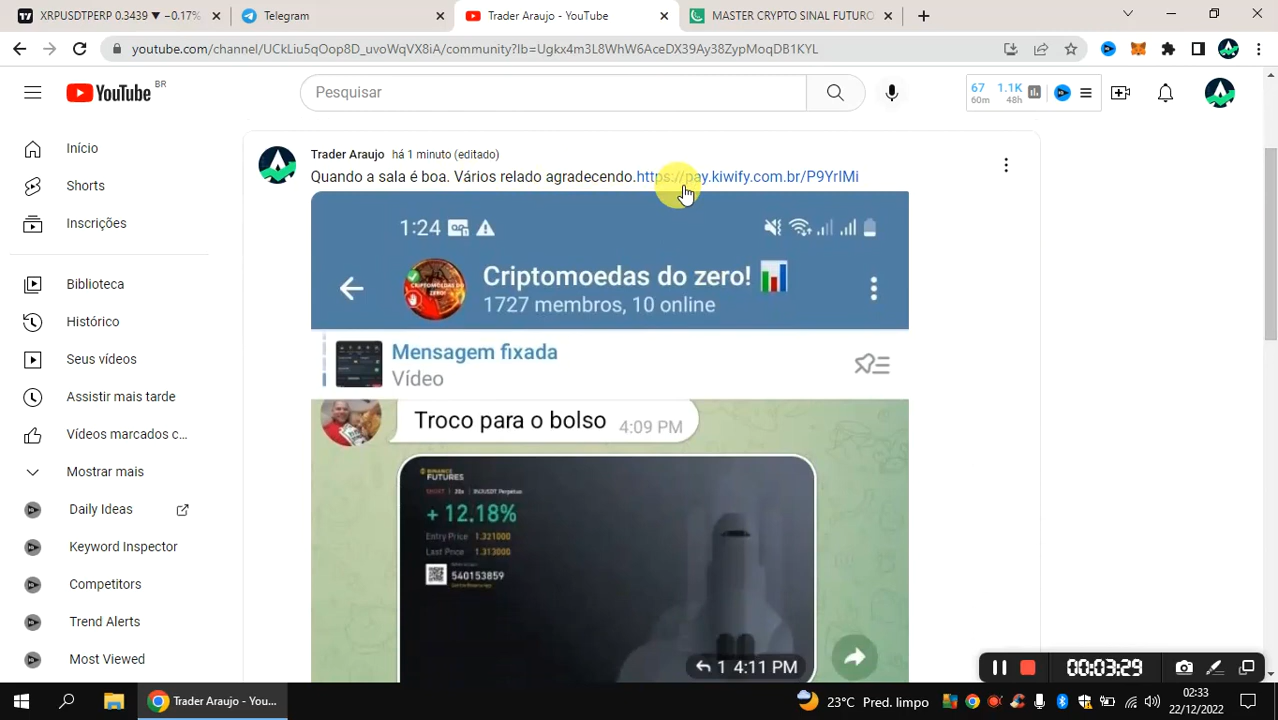 XRPUSDTPERP 0.3439 ▼ −0.17%
Telegram
Trader Araujo - YouTube
MASTER CRYPTO SINAL FUTURO
youtube.com/channel/UCkLiu5qOop8D_uvoWqVX8iA/community?lb=Ugkx4m3L8WhW6AceDX39Ay38ZypMoqDB1KYL
YouTube BR
Pesquisar
67 1.1K
60m 48h
Início
Shorts
Inscrições
Biblioteca
Histórico
Seus vídeos
Assistir mais tarde
Vídeos marcados c...
Mostrar mais
Daily Ideas
Keyword Inspector
Competitors
Trend Alerts
Most Viewed
Trader Araujo há 1 minuto (editado)
Quando a sala é boa. Vários relado agradecendo.https://pay.kiwify.com.br/P9YrIMi
1:24
Criptomoedas do zero!
1727 membros, 10 online
Mensagem fixada
Vídeo
Troco para o bolso 4:09 PM
BINANCE
FUTURES
+ 12.18%
Entry Price 1.321000
Last Price 1.313000
540153859
1 4:11 PM
00:03:29
Trader Araujo - You...
23°C Pred. limpo
02:33
22/12/2022